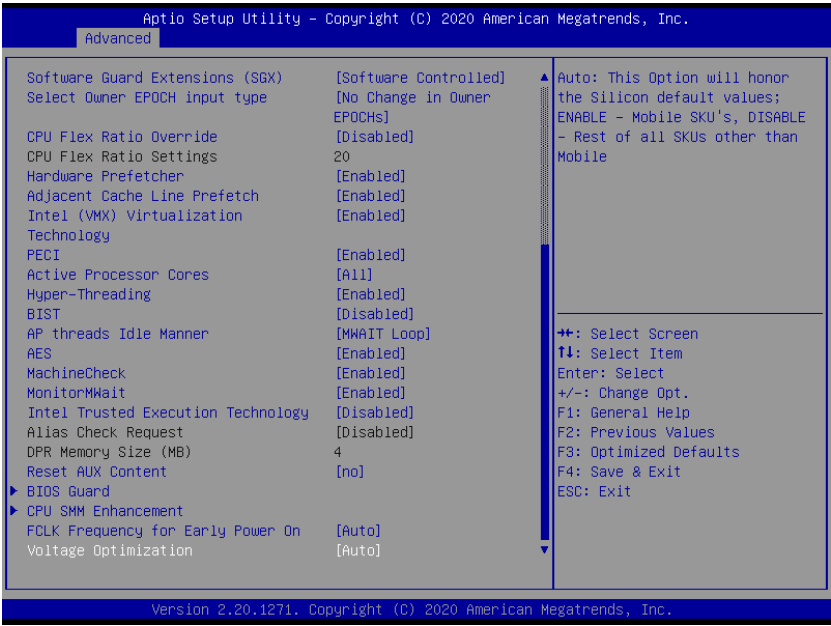 Aptio Setup Utility – Copyright (C) 2020 American Megatrends, Inc.
Advanced
Software Guard Extensions (SGX) [Software Controlled]
Select Owner EPOCH input type [No Change in Owner
EPOCHs]
CPU Flex Ratio Override [Disabled]
CPU Flex Ratio Settings 20
Hardware Prefetcher [Enabled]
Adjacent Cache Line Prefetch [Enabled]
Intel (VMX) Virtualization [Enabled]
Technology
PECI [Enabled]
Active Processor Cores [All]
Hyper-Threading [Enabled]
BIST [Disabled]
AP threads Idle Manner [MWAIT Loop]
AES [Enabled]
MachineCheck [Enabled]
MonitorMWait [Enabled]
Intel Trusted Execution Technology [Disabled]
Alias Check Request [Disabled]
DPR Memory Size (MB) 4
Reset AUX Content [no]
BIOS Guard
CPU SMM Enhancement
FCLK Frequency for Early Power On [Auto]
Voltage Optimization [Auto]
Auto: This Option will honor
the Silicon default values;
ENABLE – Mobile SKU's, DISABLE
– Rest of all SKUs other than
Mobile
→←: Select Screen
↑↓: Select Item
Enter: Select
+/-: Change Opt.
F1: General Help
F2: Previous Values
F3: Optimized Defaults
F4: Save & Exit
ESC: Exit
Version 2.20.1271. Copyright (C) 2020 American Megatrends, Inc.